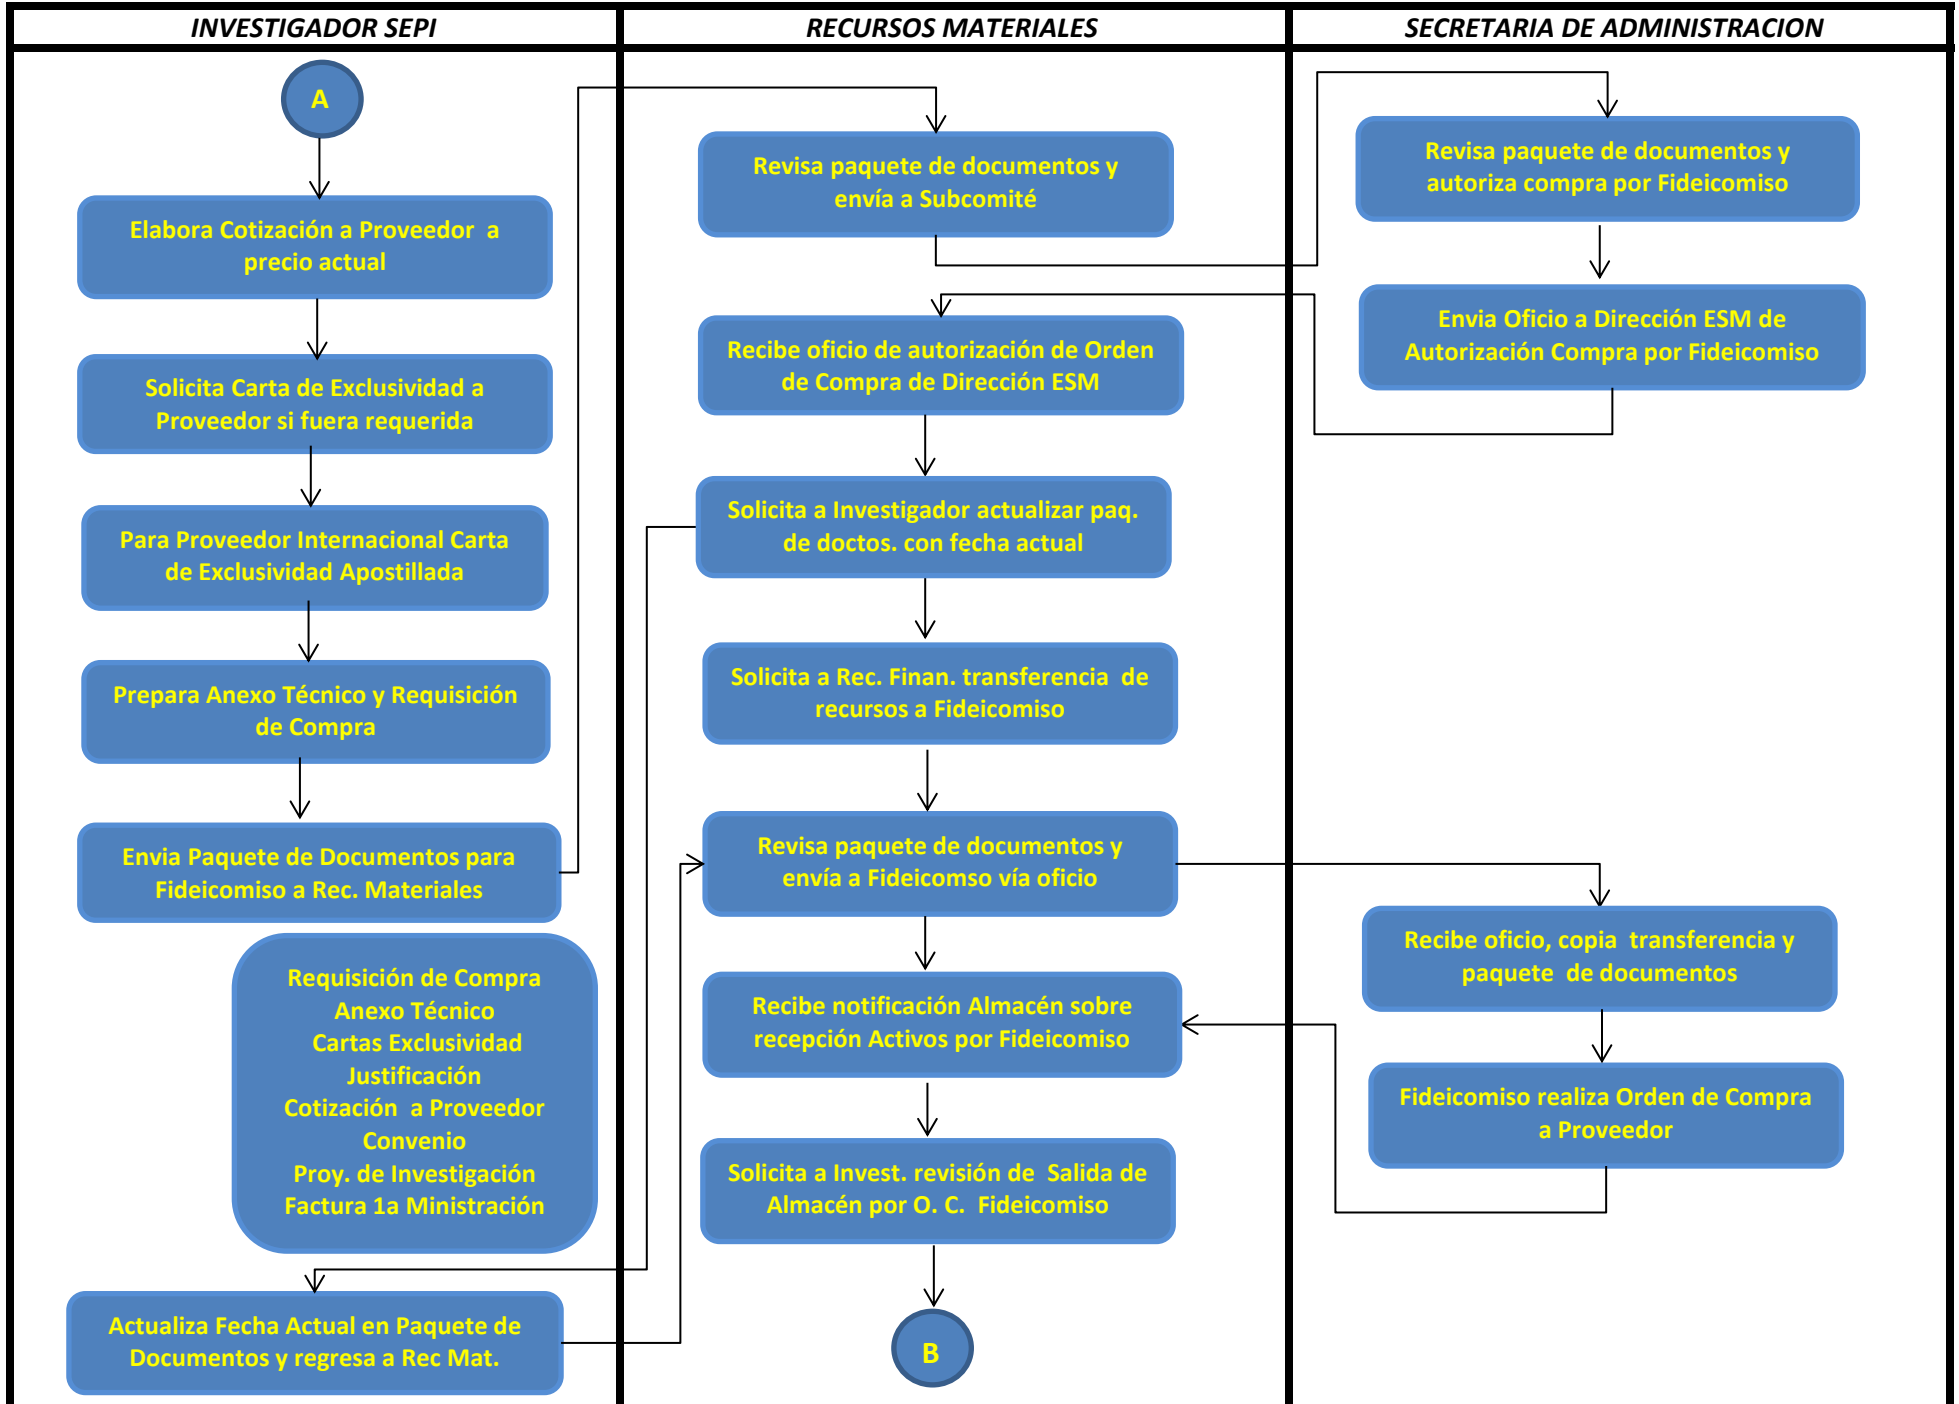 INVESTIGADOR SEPI
RECURSOS MATERIALES
SECRETARIA DE ADMINISTRACION
A
Elabora Cotización a Proveedor a
precio actual
Solicita Carta de Exclusividad a
Proveedor si fuera requerida
Para Proveedor Internacional Carta
de Exclusividad Apostillada
Prepara Anexo Técnico y Requisición
de Compra
Envia Paquete de Documentos para
Fideicomiso a Rec. Materiales
Requisición de Compra
Anexo Técnico
Cartas Exclusividad
Justificación
Cotización a Proveedor
Convenio
Proy. de Investigación
Factura 1a Ministración
Actualiza Fecha Actual en Paquete de
Documentos y regresa a Rec Mat.
Revisa paquete de documentos y
envía a Subcomité
Recibe oficio de autorización de Orden
de Compra de Dirección ESM
Solicita a Investigador actualizar paq.
de doctos. con fecha actual
Solicita a Rec. Finan. transferencia de
recursos a Fideicomiso
Revisa paquete de documentos y
envía a Fideicomso vía oficio
Recibe notificación Almacén sobre
recepción Activos por Fideicomiso
Solicita a Invest. revisión de Salida de
Almacén por O. C. Fideicomiso
B
Revisa paquete de documentos y
autoriza compra por Fideicomiso
Envia Oficio a Dirección ESM de
Autorización Compra por Fideicomiso
Recibe oficio, copia transferencia y
paquete de documentos
Fideicomiso realiza Orden de Compra
a Proveedor